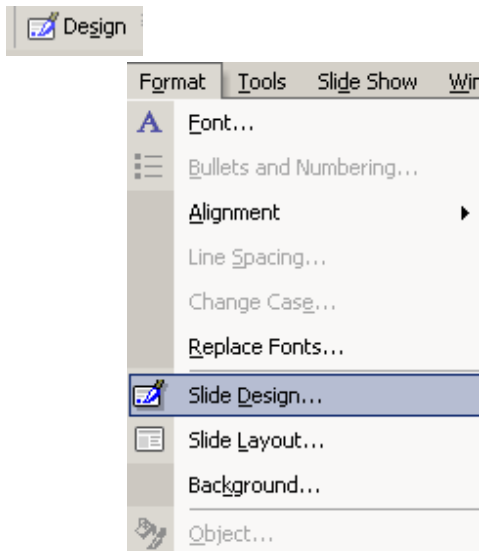 Design
Format Tools Slide Show
Font...
Bullets and Numbering...
Alignment
Line Spacing...
Change Case...
Replace Fonts...
Slide Design...
Slide Layout...
Background...
Object...